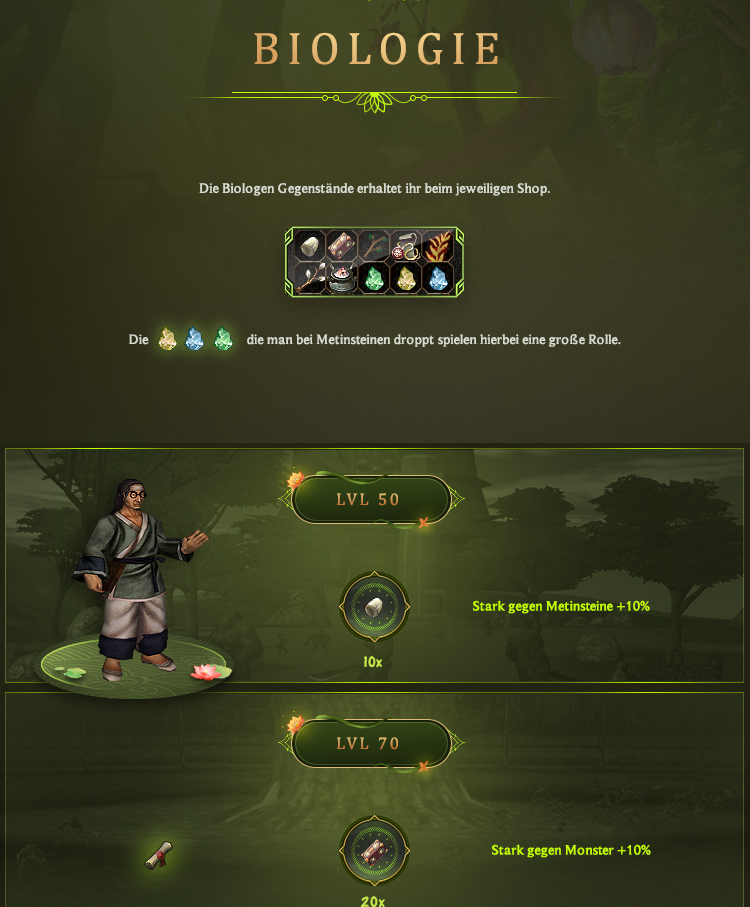 BIOLOGIE
Die Biologen Gegenstände erhaltet ihr beim jeweiligen Shop.
Die die man bei Metinsteinen droppt spielen hierbei eine große Rolle.
LVL 50
Stark gegen Metinsteine +10%
10x
LVL 70
Stark gegen Monster +10%
20x